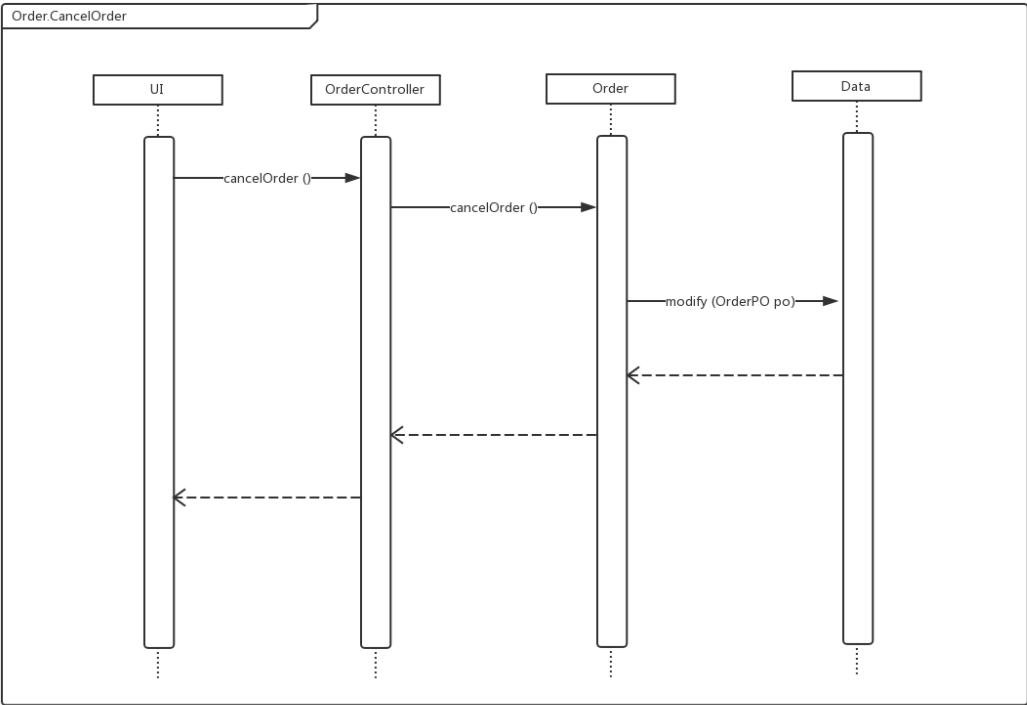 Order.CancelOrder
UI
OrderController
Order
Data
cancelOrder ()
cancelOrder ()
modify (OrderPO po)